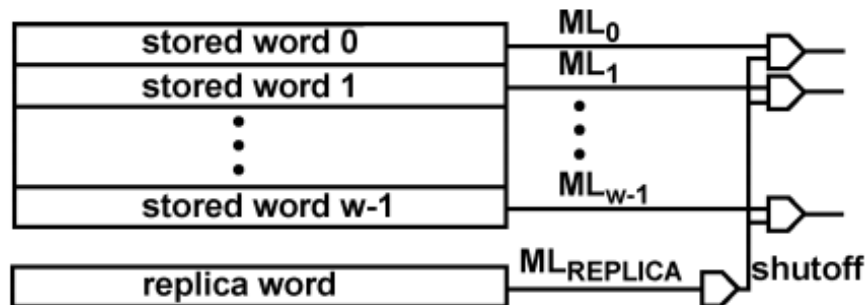 stored word 0 ML0
stored word 1 ML1
stored word w-1 MLw-1
replica word MLREPLICA shutoff